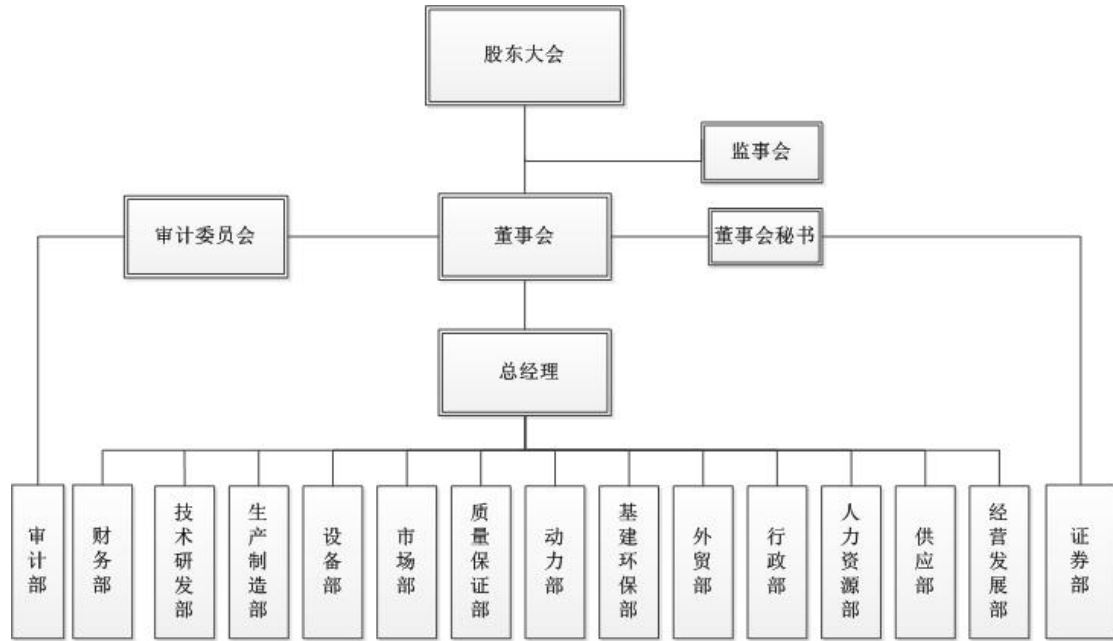 股东大会
监事会
审计委员会
董事会
董事会秘书
总经理
审计部
财务部
技术研发部
生产制造部
设备部
市场部
质量保证部
动力部
基建环保部
外贸部
行政部
人力资源部
供应部
经营发展部
证券部